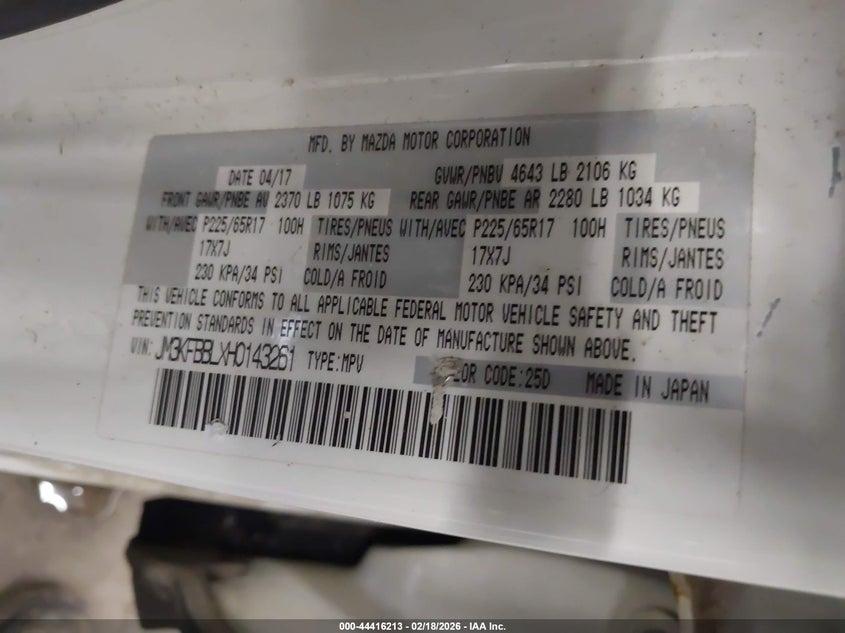 MFD. BY MAZDA MOTOR CORPORATION
DATE 04/17 GVWR/PNBV 4643 LB 2106 KG
FRONT GAWR/PNBE AV 2370 LB 1075 KG REAR GAWR/PNBE AR 2280 LB 1034 KG
WITH/AVEC P225/65R17 100H TIRES/PNEUS WITH/AVEC P225/65R17 100H TIRES/PNEUS
17X7J RIMS/JANTES 17X7J RIMS/JANTES
230 KPA/34 PSI COLD/A FROID 230 KPA/34 PSI COLD/A FROID
THIS VEHICLE CONFORMS TO ALL APPLICABLE FEDERAL MOTOR VEHICLE SAFETY AND THEFT
PREVENTION STANDARDS IN EFFECT ON THE DATE OF MANUFACTURE SHOWN ABOVE.
VIN: JM3KFBBLXH0143261 TYPE:MPV CODE:25D MADE IN JAPAN
000-44416213 - 02/18/2026 - IAA Inc.